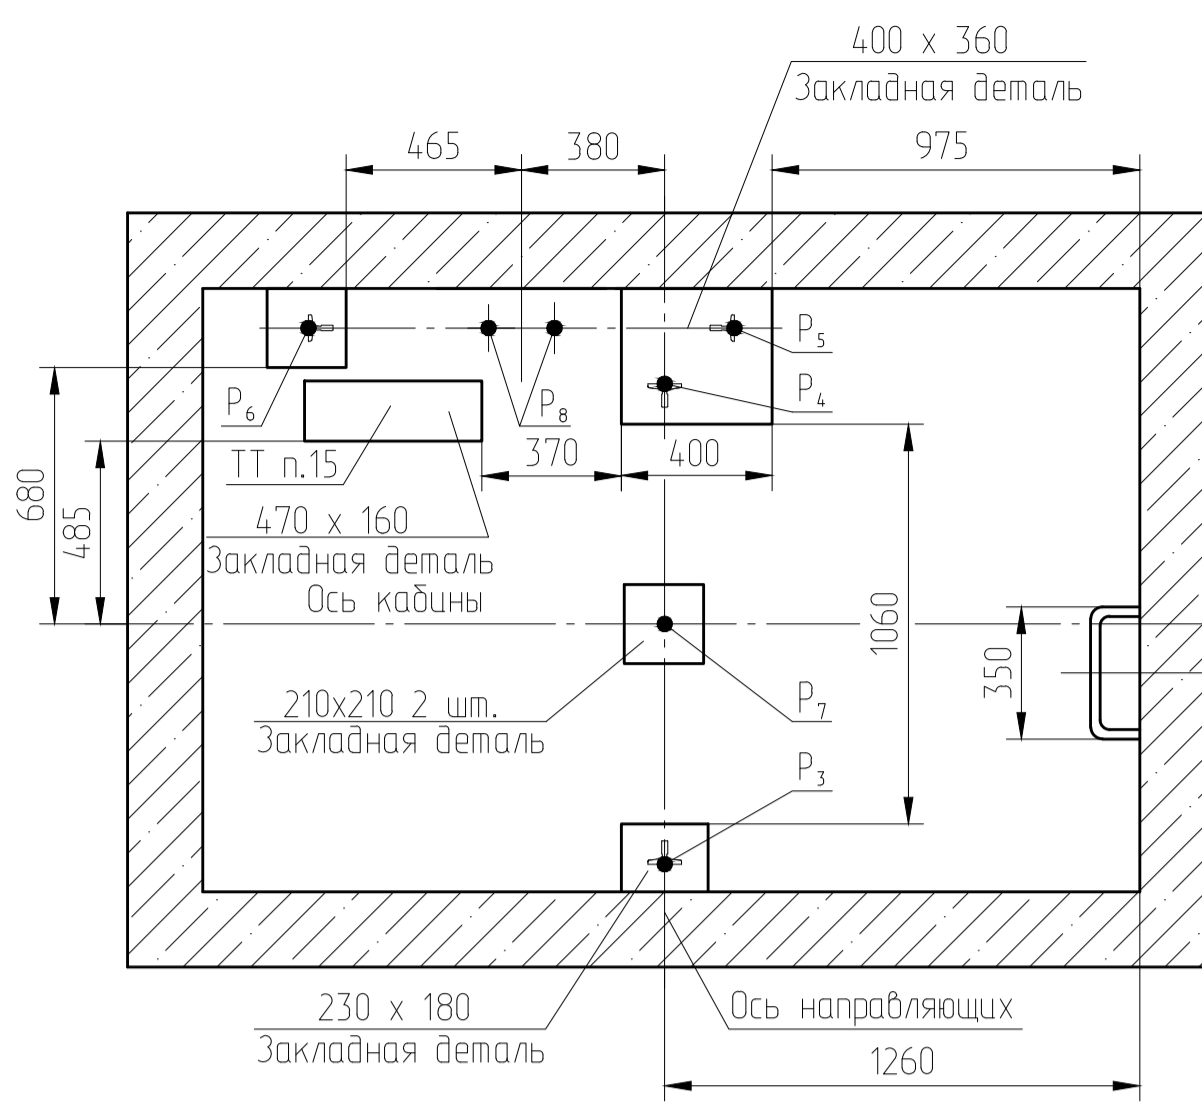 400 x 360
Закладная деталь
465
380
975
P5
P4
P6
P8
370
400
ТТ п.15
680
485
470 x 160
Закладная деталь
Ось кабины
1060
350
210x210 2 шт.
Закладная деталь
P7
P3
230 x 180
Закладная деталь
Ось направляющих
1260